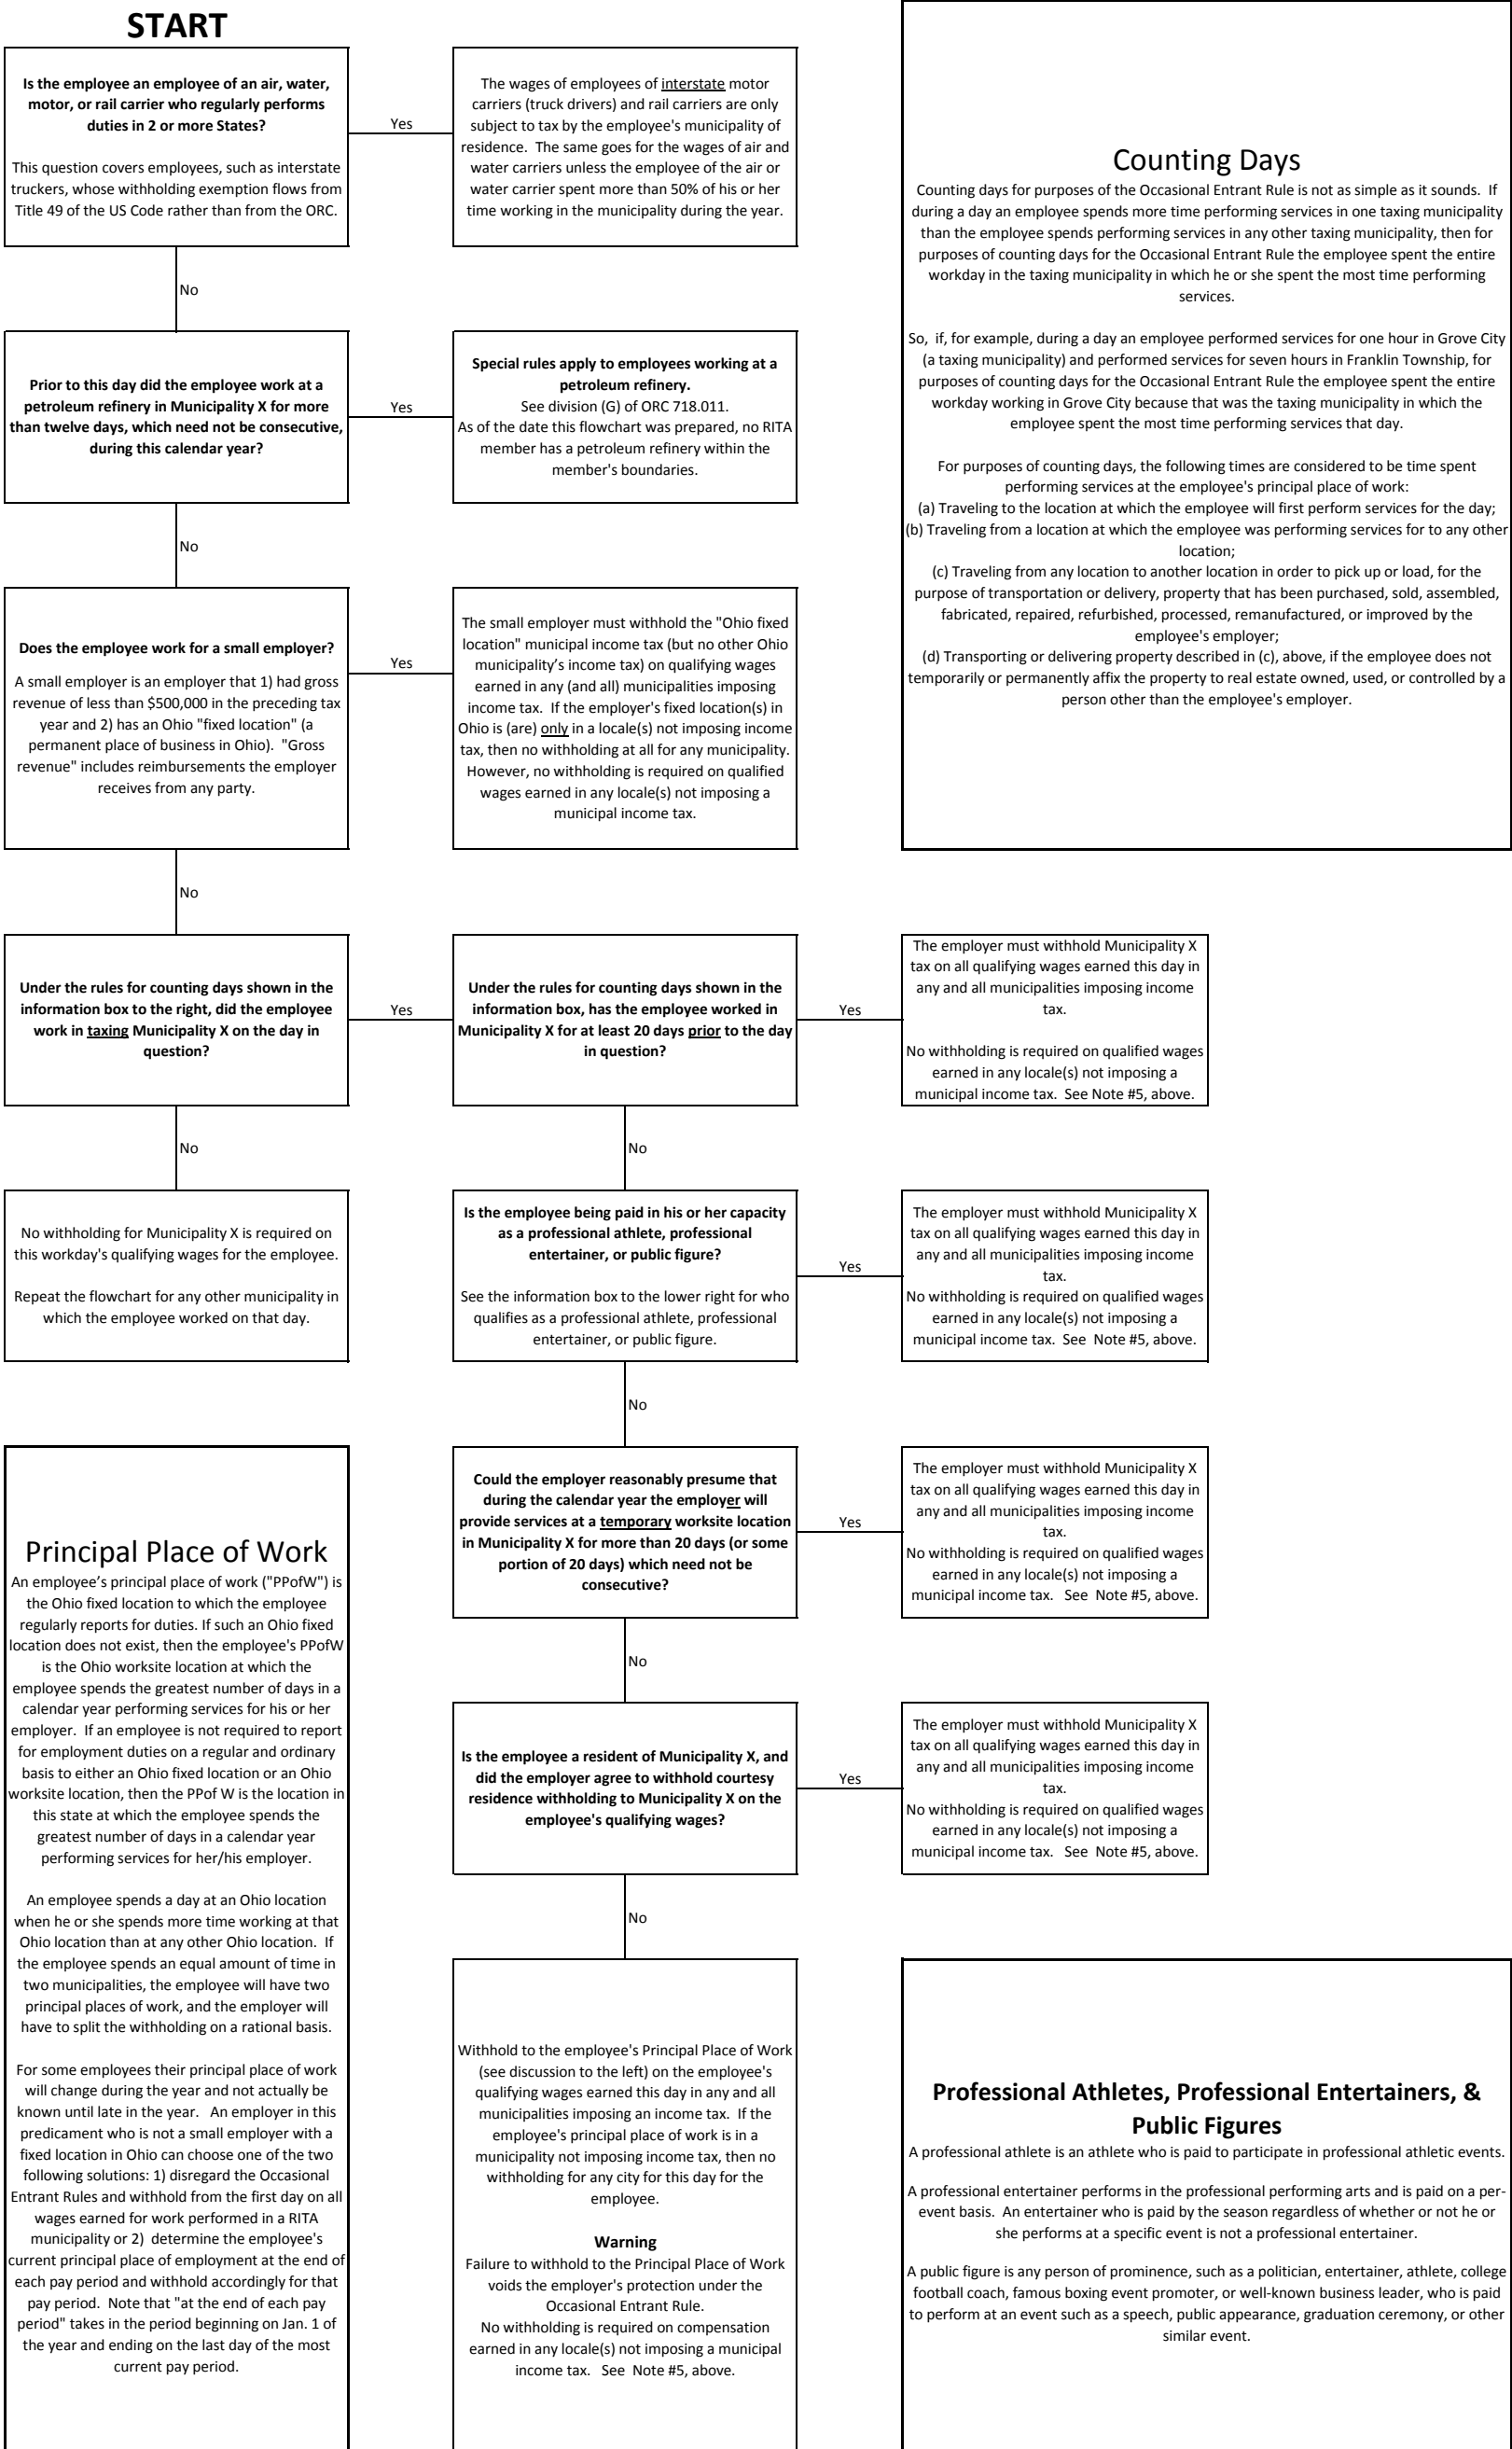 START
Is the employee an employee of an air, water,
motor, or rail carrier who regularly performs
duties in 2 or more States?
This question covers employees, such as interstate
truckers, whose withholding exemption flows from
Title 49 of the US Code rather than from the ORC.
Yes
The wages of employees of interstate motor
carriers (truck drivers) and rail carriers are only
subject to tax by the employee's municipality of
residence. The same goes for the wages of air and
water carriers unless the employee of the air or
water carrier spent more than 50% of his or her
time working in the municipality during the year.
Counting Days
Counting days for purposes of the Occasional Entrant Rule is not as simple as it sounds. If
during a day an employee spends more time performing services in one taxing municipality
than the employee spends performing services in any other taxing municipality, then for
purposes of counting days for the Occasional Entrant Rule the employee spent the entire
workday in the taxing municipality in which he or she spent the most time performing
services.
So, if, for example, during a day an employee performed services for one hour in Grove City
(a taxing municipality) and performed services for seven hours in Franklin Township, for
purposes of counting days for the Occasional Entrant Rule the employee spent the entire
workday working in Grove City because that was the taxing municipality in which the
employee spent the most time performing services that day.
For purposes of counting days, the following times are considered to be time spent
performing services at the employee's principal place of work:
(a) Traveling to the location at which the employee will first perform services for the day;
(b) Traveling from a location at which the employee was performing services for to any other
location;
(c) Traveling from any location to another location in order to pick up or load, for the
purpose of transportation or delivery, property that has been purchased, sold, assembled,
fabricated, repaired, refurbished, processed, remanufactured, or improved by the
employee's employer;
(d) Transporting or delivering property described in (c), above, if the employee does not
temporarily or permanently affix the property to real estate owned, used, or controlled by a
person other than the employee's employer.
No
Prior to this day did the employee work at a
petroleum refinery in Municipality X for more
than twelve days, which need not be consecutive,
during this calendar year?
Yes
Special rules apply to employees working at a
petroleum refinery.
See division (G) of ORC 718.011.
As of the date this flowchart was prepared, no RITA
member has a petroleum refinery within the
member's boundaries.
No
Does the employee work for a small employer?
A small employer is an employer that 1) had gross
revenue of less than $500,000 in the preceding tax
year and 2) has an Ohio "fixed location" (a
permanent place of business in Ohio). "Gross
revenue" includes reimbursements the employer
receives from any party.
Yes
The small employer must withhold the "Ohio fixed
location" municipal income tax (but no other Ohio
municipality's income tax) on qualifying wages
earned in any (and all) municipalities imposing
income tax. If the employer's fixed location(s) in
Ohio is (are) only in a locale(s) not imposing income
tax, then no withholding at all for any municipality.
However, no withholding is required on qualified
wages earned in any locale(s) not imposing a
municipal income tax.
No
Under the rules for counting days shown in the
information box to the right, did the employee
work in taxing Municipality X on the day in
question?
Yes
Under the rules for counting days shown in the
information box, has the employee worked in
Municipality X for at least 20 days prior to the day
in question?
Yes
The employer must withhold Municipality X
tax on all qualifying wages earned this day in
any and all municipalities imposing income
tax.
No withholding is required on qualified wages
earned in any locale(s) not imposing a
municipal income tax. See Note #5, above.
No
No
No withholding for Municipality X is required on
this workday's qualifying wages for the employee.
Repeat the flowchart for any other municipality in
which the employee worked on that day.
Is the employee being paid in his or her capacity
as a professional athlete, professional
entertainer, or public figure?
See the information box to the lower right for who
qualifies as a professional athlete, professional
entertainer, or public figure.
Yes
The employer must withhold Municipality X
tax on all qualifying wages earned this day in
any and all municipalities imposing income
tax.
No withholding is required on qualified wages
earned in any locale(s) not imposing a
municipal income tax. See Note #5, above.
No
Could the employer reasonably presume that
during the calendar year the employer will
provide services at a temporary worksite location
in Municipality X for more than 20 days (or some
portion of 20 days) which need not be
consecutive?
Yes
The employer must withhold Municipality X
tax on all qualifying wages earned this day in
any and all municipalities imposing income
tax.
No withholding is required on qualified wages
earned in any locale(s) not imposing a
municipal income tax. See Note #5, above.
Principal Place of Work
An employee's principal place of work ("PPofW") is
the Ohio fixed location to which the employee
regularly reports for duties. If such an Ohio fixed
location does not exist, then the employee's PPofW
is the Ohio worksite location at which the
employee spends the greatest number of days in a
calendar year performing services for his or her
employer. If an employee is not required to report
for employment duties on a regular and ordinary
basis to either an Ohio fixed location or an Ohio
worksite location, then the PPof W is the location in
this state at which the employee spends the
greatest number of days in a calendar year
performing services for her/his employer.
An employee spends a day at an Ohio location
when he or she spends more time working at that
Ohio location than at any other Ohio location. If
the employee spends an equal amount of time in
two municipalities, the employee will have two
principal places of work, and the employer will
have to split the withholding on a rational basis.
For some employees their principal place of work
will change during the year and not actually be
known until late in the year. An employer in this
predicament who is not a small employer with a
fixed location in Ohio can choose one of the two
following solutions: 1) disregard the Occasional
Entrant Rules and withhold from the first day on all
wages earned for work performed in a RITA
municipality or 2) determine the employee's
current principal place of employment at the end of
each pay period and withhold accordingly for that
pay period. Note that "at the end of each pay
period" takes in the period beginning on Jan. 1 of
the year and ending on the last day of the most
current pay period.
No
Is the employee a resident of Municipality X, and
did the employer agree to withhold courtesy
residence withholding to Municipality X on the
employee's qualifying wages?
Yes
The employer must withhold Municipality X
tax on all qualifying wages earned this day in
any and all municipalities imposing income
tax.
No withholding is required on qualified wages
earned in any locale(s) not imposing a
municipal income tax. See Note #5, above.
No
Withhold to the employee's Principal Place of Work
(see discussion to the left) on the employee's
qualifying wages earned this day in any and all
municipalities imposing an income tax. If the
employee's principal place of work is in a
municipality not imposing income tax, then no
withholding for any city for this day for the
employee.
Warning
Failure to withhold to the Principal Place of Work
voids the employer's protection under the
Occasional Entrant Rule.
No withholding is required on compensation
earned in any locale(s) not imposing a municipal
income tax. See Note #5, above.
Professional Athletes, Professional Entertainers, &
Public Figures
A professional athlete is an athlete who is paid to participate in professional athletic events.
A professional entertainer performs in the professional performing arts and is paid on a per-
event basis. An entertainer who is paid by the season regardless of whether or not he or
she performs at a specific event is not a professional entertainer.
A public figure is any person of prominence, such as a politician, entertainer, athlete, college
football coach, famous boxing event promoter, or well-known business leader, who is paid
to perform at an event such as a speech, public appearance, graduation ceremony, or other
similar event.